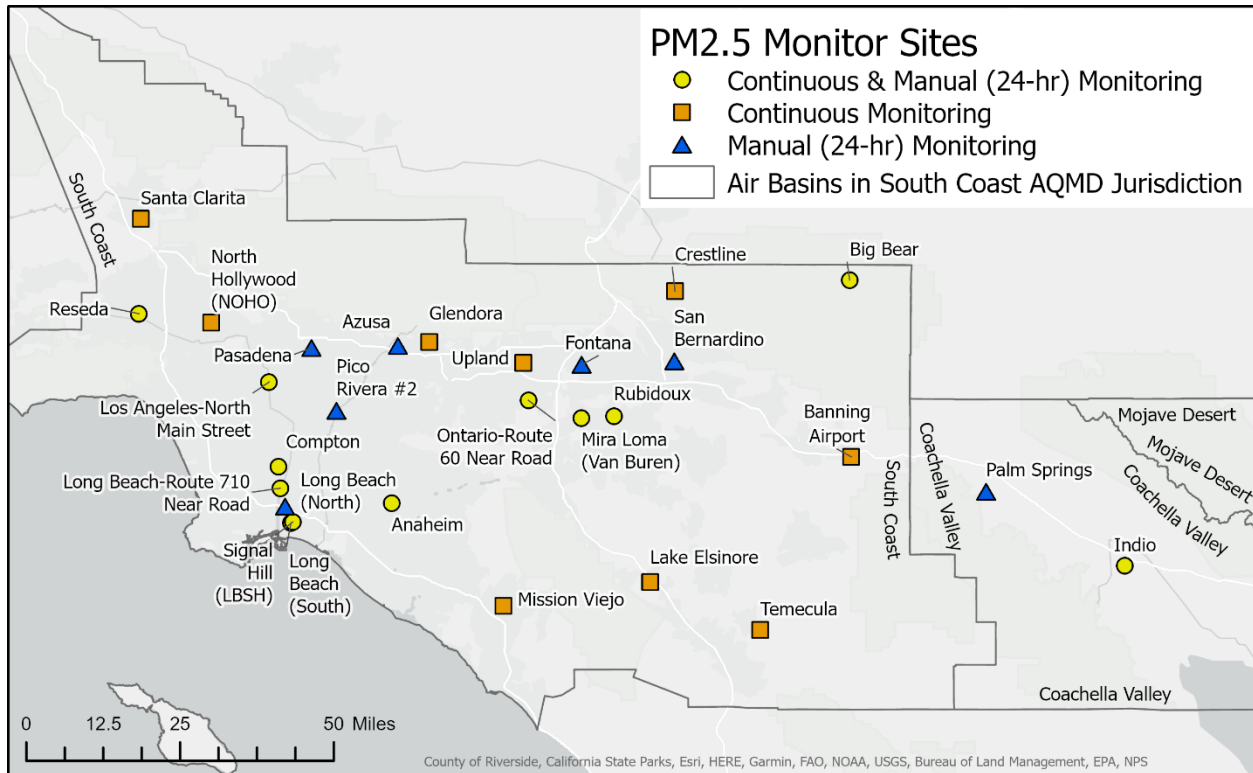 PM2.5 Monitor Sites
Continuous & Manual (24-hr) Monitoring
Continuous Monitoring
Manual (24-hr) Monitoring
Air Basins in South Coast AQMD Jurisdiction
South Coast
Santa Clarita
North
Hollywood
(NOHO)
Reseda
Crestline
Big Bear
Azusa
Glendora
San
Bernardino
Pasadena
Pico
Rivera #2
Upland
Fontana
Los Angeles-North
Main Street
Rubidoux
Compton
Ontario-Route
60 Near Road
Mira Loma
(Van Buren)
Banning
Airport
Mojave Desert
Mojave Desert
Coachella Valley
South Coast
Coachella Valley
Palm Springs
Long Beach-Route 710
Near Road
Long Beach
(North)
Anaheim
Indio
Signal
Hill
(LBSH)
Long
Beach
(South)
Lake Elsinore
Mission Viejo
Temecula
Coachella Valley
0 12.5 25 50 Miles
County of Riverside, California State Parks, Esri, HERE, Garmin, FAO, NOAA, USGS, Bureau of Land Management, EPA, NPS